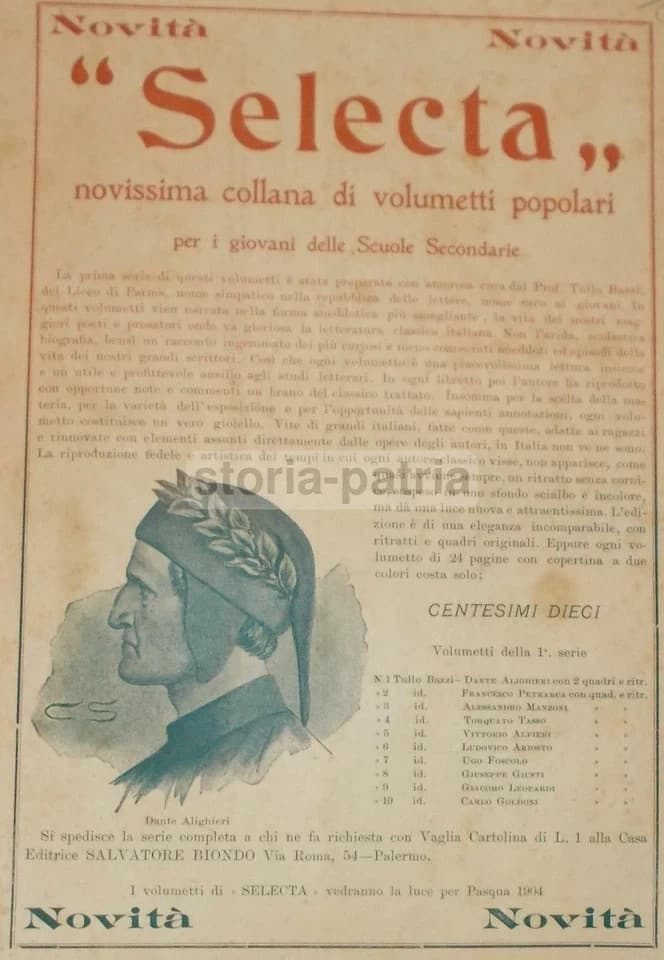 Novità Novità
“Selecta„
novissima collana di volumetti popolari
per i giovani delle Scuole Secondarie
La prima serie di questi volumetti è stata preparata con amorosa cura dal Prof. Tullo Bazzi,
del Liceo di Parma, nome simpatico nella repubblica delle lettere, nome caro ai giovani. In
questi volumetti vien narrata nella forma aneddotica più smagliante, la vita dei nostri mag-
giori poeti e prosatori onde va gloriosa la letteratura classica italiana. Non l'arida, scolastica
biografia, bensì un racconto ingemmato dei più curiosi e meno conosciuti aneddoti ed episodi della
vita dei nostri grandi scrittori. Così che ogni volumetto è una piacevolissima lettura insieme
e un utile e profittevole ausilio agli studi letterari. In ogni libretto poi l'autore ha riprodotto
con opportune note e commenti un brano del classico trattato. Insomma per la scelta della ma-
teria, per la varietà dell'esposizione e per l'opportunità delle sapienti annotazioni, ogni volu-
metto costituisce un vero gioiello. Vite di grandi italiani, fatte come queste, adatte ai ragazzi
e rinnovate con elementi assunti direttamente dalle opere degli autori, in Italia non ve ne sono.
La riproduzione fedele e artistica dei tempi in cui ogni autore classico visse, non apparisce, come
sempre, un ritratto senza corni-
ce, sospeso in uno sfondo scialbo e incolore,
ma dà una luce nuova e attraentissima. L'edi-
zione è di una eleganza incomparabile, con
ritratti e quadri originali. Eppure ogni vo-
lumetto di 24 pagine con copertina a due
colori costa solo;
istoria-patria
CENTESIMI DIECI
Volumetti della 1ª. serie
N. 1 Tullo Bazzi - DANTE ALIGHIERI con 2 quadri e ritr.
» 2 id. FRANCESCO PETRARCA con quad. e ritr.
» 3 id. ALESSANDRO MANZONI » »
» 4 id. TORQUATO TASSO » »
» 5 id. VITTORIO ALFIERI » »
» 6 id. LUDOVICO ARIOSTO » »
» 7 id. UGO FOSCOLO » »
» 8 id. GIUSEPPE GIUSTI » »
» 9 id. GIACOMO LEOPARDI » »
» 10 id. CARLO GOLDONI » »
CS
Dante Alighieri
Si spedisce la serie completa a chi ne fa richiesta con Vaglia Cartolina di L. 1 alla Casa
Editrice SALVATORE BIONDO Via Roma, 54—Palermo.
I volumetti di « SELECTA » vedranno la luce per Pasqua 1904
Novità Novità